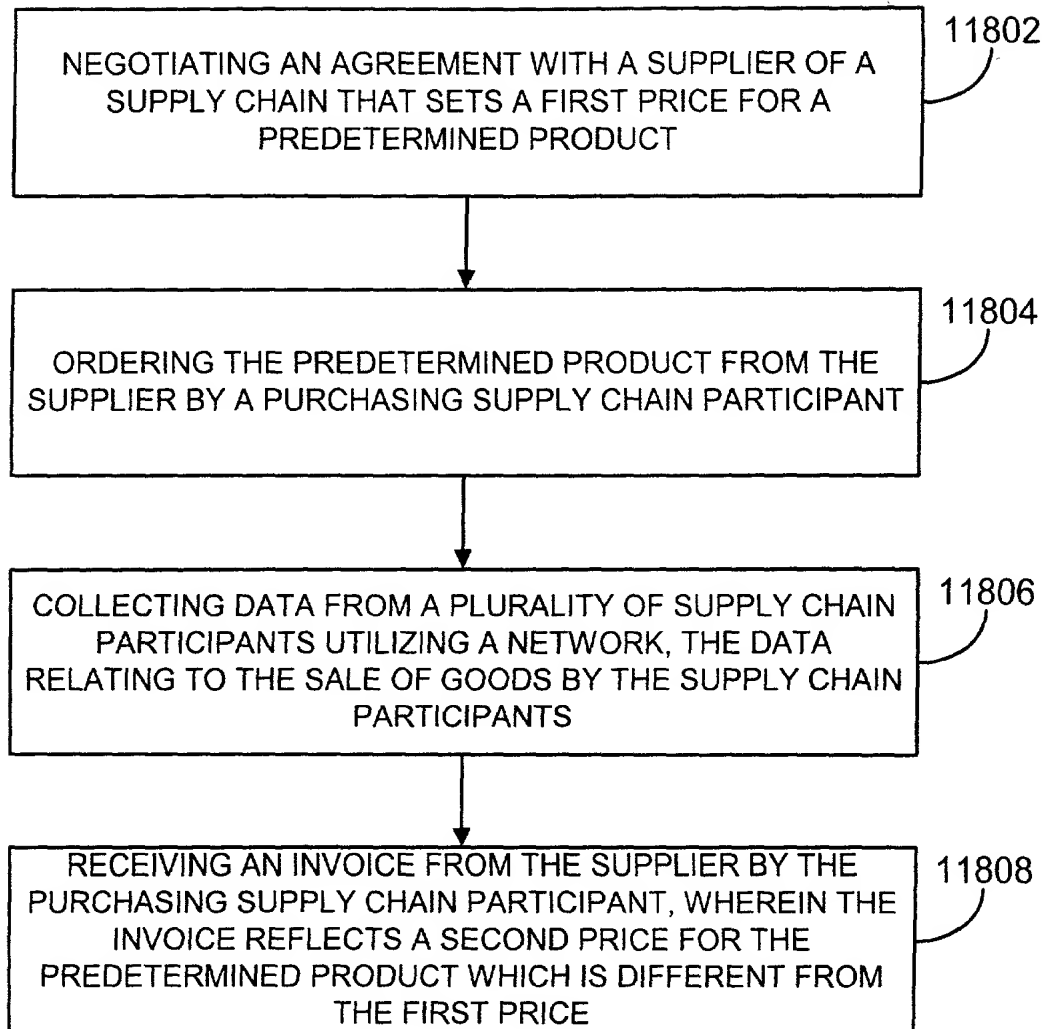 11802
NEGOTIATING AN AGREEMENT WITH A SUPPLIER OF A
SUPPLY CHAIN THAT SETS A FIRST PRICE FOR A
PREDETERMINED PRODUCT
11804
ORDERING THE PREDETERMINED PRODUCT FROM THE
SUPPLIER BY A PURCHASING SUPPLY CHAIN PARTICIPANT
11806
COLLECTING DATA FROM A PLURALITY OF SUPPLY CHAIN
PARTICIPANTS UTILIZING A NETWORK, THE DATA
RELATING TO THE SALE OF GOODS BY THE SUPPLY CHAIN
PARTICIPANTS
11808
RECEIVING AN INVOICE FROM THE SUPPLIER BY THE
PURCHASING SUPPLY CHAIN PARTICIPANT, WHEREIN THE
INVOICE REFLECTS A SECOND PRICE FOR THE
PREDETERMINED PRODUCT WHICH IS DIFFERENT FROM
THE FIRST PRICE